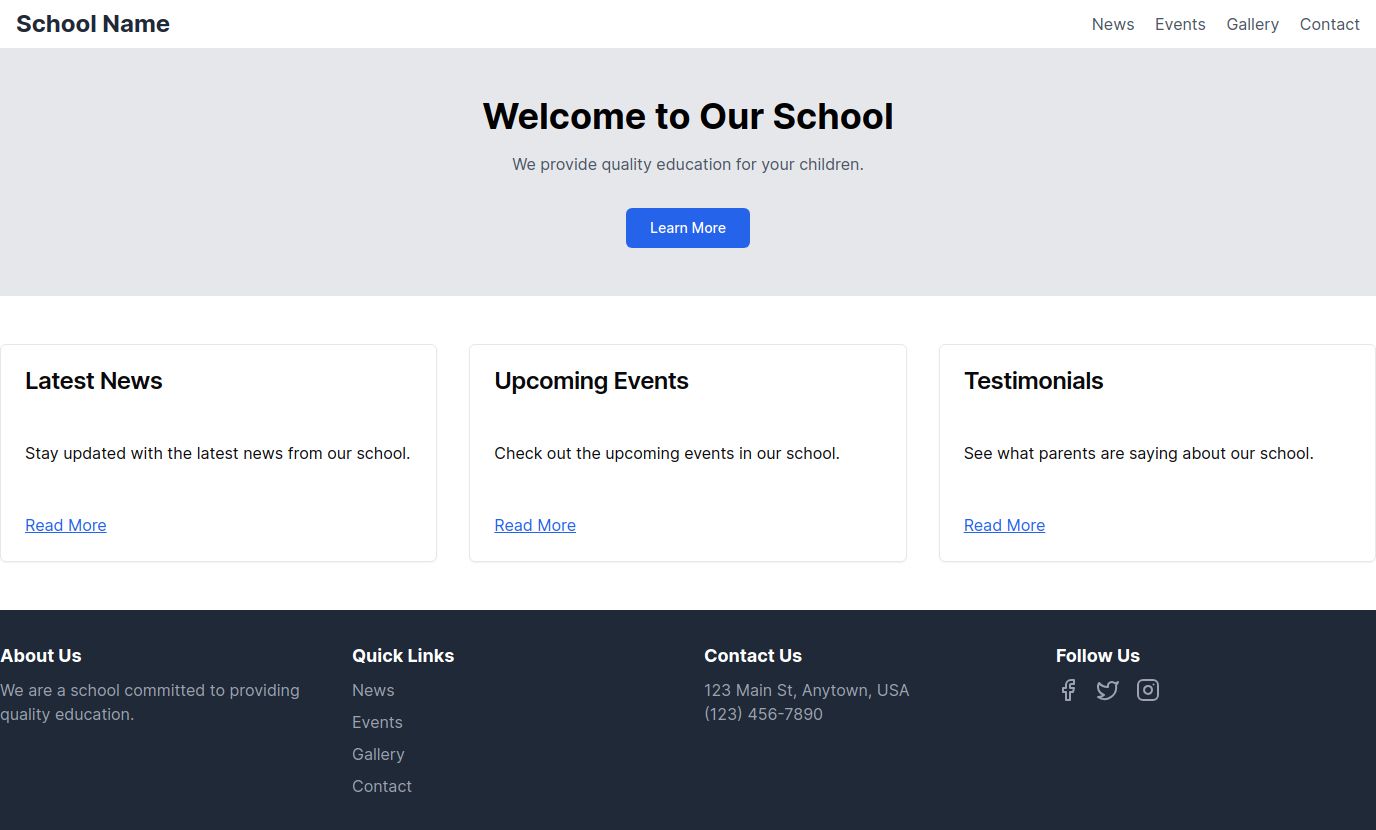 School Name
News Events Gallery Contact
Welcome to Our School
We provide quality education for your children.
Learn More
Latest News
Stay updated with the latest news from our school.
Read More
Upcoming Events
Check out the upcoming events in our school.
Read More
Testimonials
See what parents are saying about our school.
Read More
About Us
We are a school committed to providing
quality education.
Quick Links
News
Events
Gallery
Contact
Contact Us
123 Main St, Anytown, USA
(123) 456-7890
Follow Us